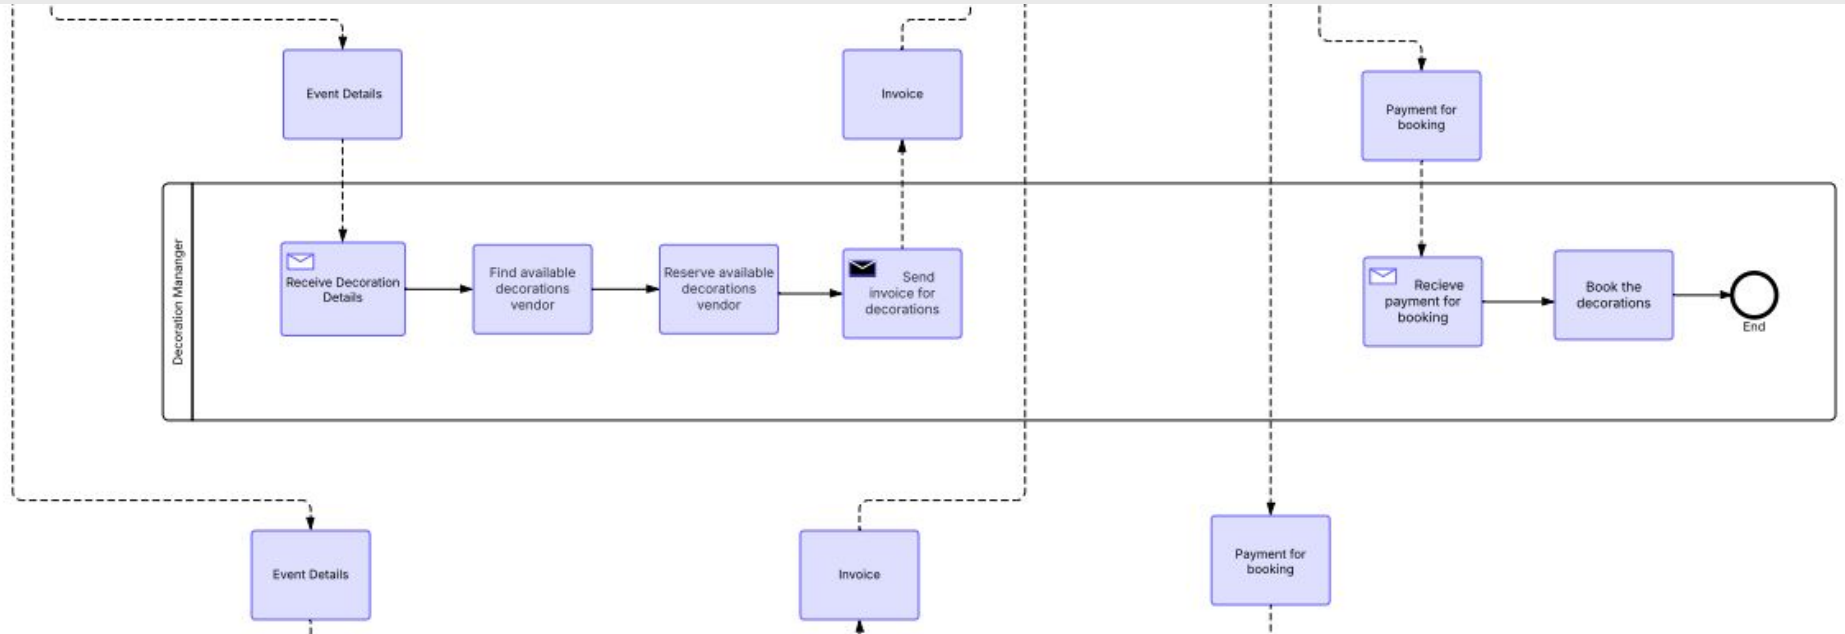 Event Details
Invoice
Payment for
booking
Decoration Mananger
Receive Decoration
Details
Find available
decorations
vendor
Reserve available
decorations
vendor
Send
invoice for
decorations
Recieve
payment for
booking
Book the
decorations
End
Event Details
Invoice
Payment for
booking